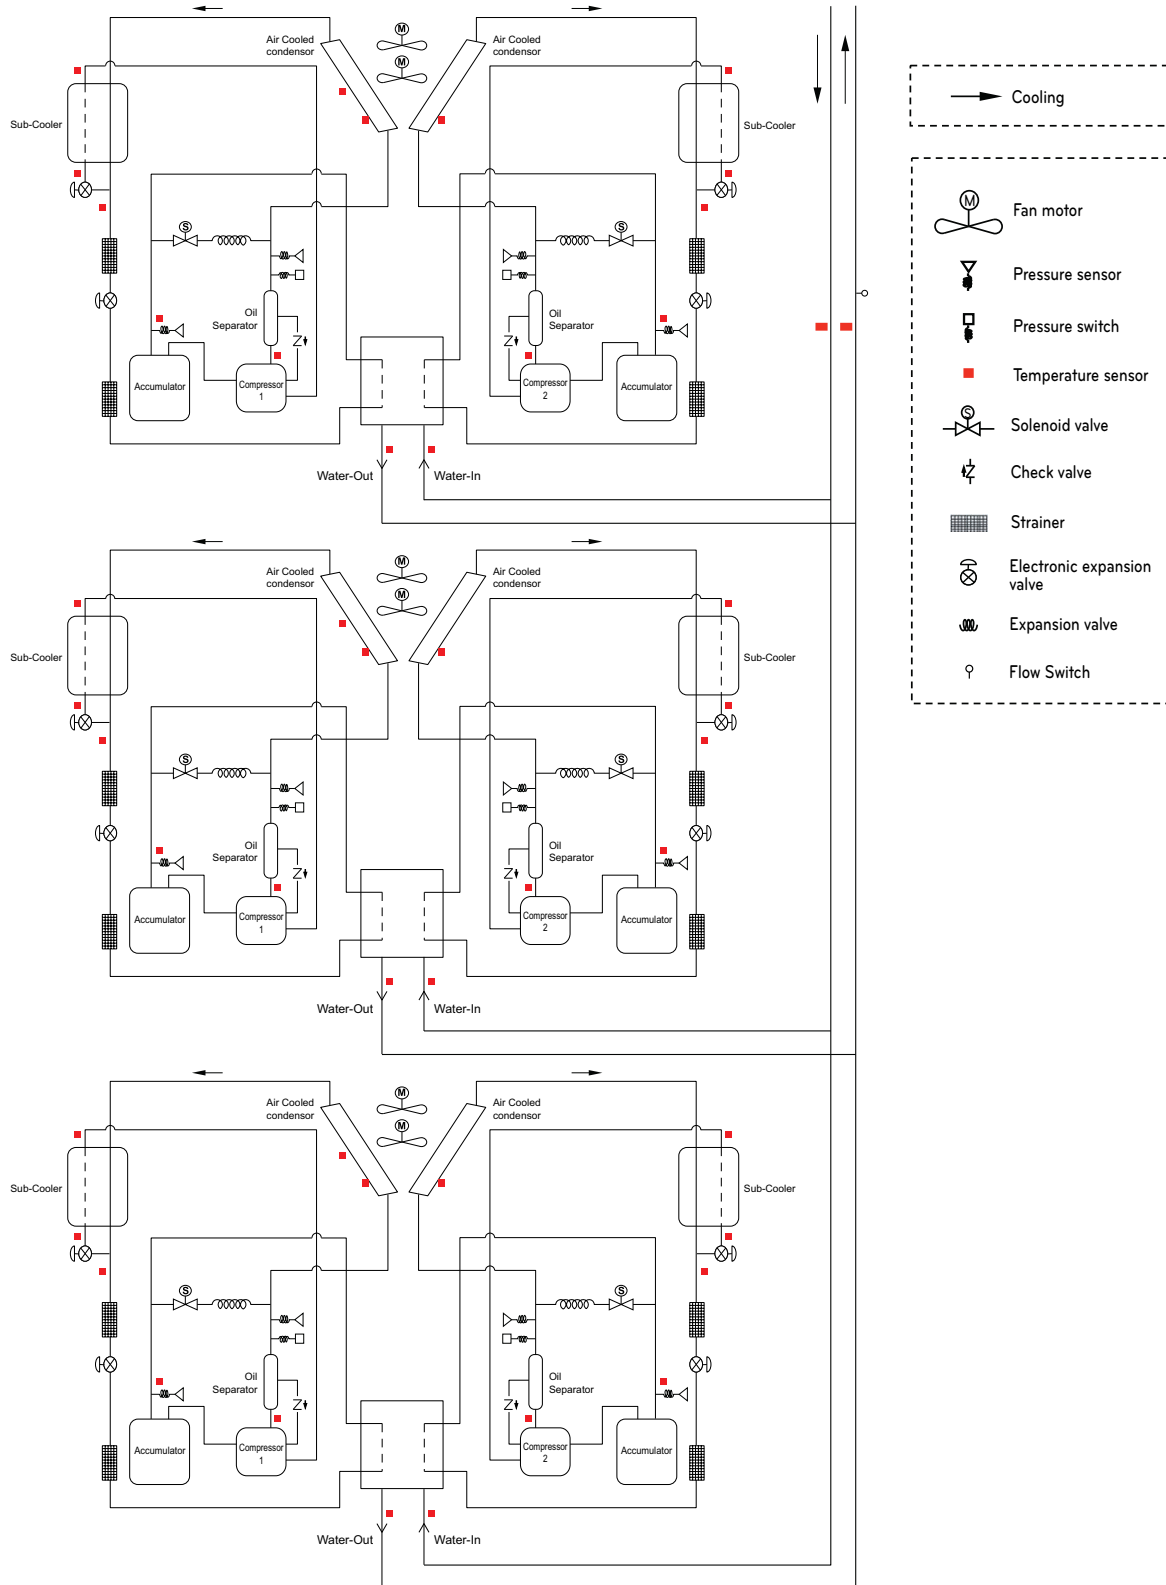 M
Air Cooled
condensor
M
Air Cooled
condensor
Sub-Cooler
Sub-Cooler
S
S
Oil
Separator
Oil
Separator
Accumulator
Compressor
1
Compressor
2
Accumulator
Water-Out
Water-In
M
Air Cooled
condensor
M
Air Cooled
condensor
Sub-Cooler
Sub-Cooler
S
S
Oil
Separator
Oil
Separator
Accumulator
Compressor
1
Compressor
2
Accumulator
Water-Out
Water-In
M
Air Cooled
condensor
M
Air Cooled
condensor
Sub-Cooler
Sub-Cooler
S
S
Oil
Separator
Oil
Separator
Accumulator
Compressor
1
Compressor
2
Accumulator
Water-Out
Water-In
Cooling
M
Fan motor
Pressure sensor
Pressure switch
Temperature sensor
S
Solenoid valve
Check valve
Strainer
Electronic expansion
valve
Expansion valve
Flow Switch